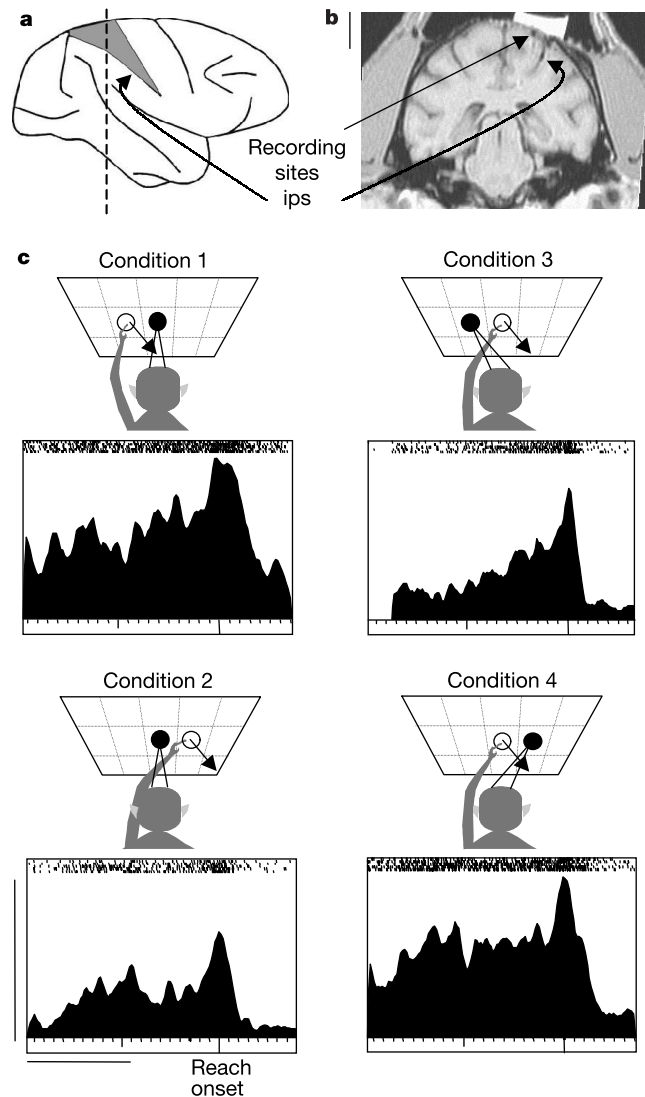 a
b
Recording
sites
ips
c
Condition 1
Condition 3
Condition 2
Condition 4
Reach
onset